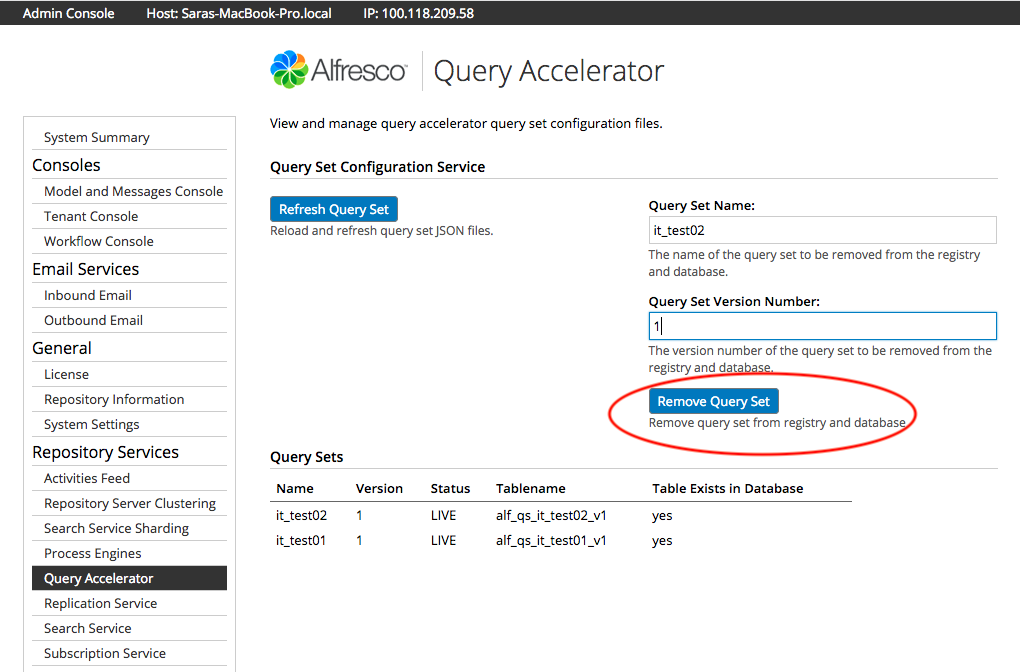 Admin Console Host: Saras-MacBook-Pro.local IP: 100.118.209.58
Alfresco Query Accelerator
System Summary
Consoles
Model and Messages Console
Tenant Console
Workflow Console
Email Services
Inbound Email
Outbound Email
General
License
Repository Information
System Settings
Repository Services
Activities Feed
Repository Server Clustering
Search Service Sharding
Process Engines
Query Accelerator
Replication Service
Search Service
Subscription Service
View and manage query accelerator query set configuration files.
Query Set Configuration Service
Refresh Query Set
Reload and refresh query set JSON files.
Query Set Name:
it_test02
The name of the query set to be removed from the registry
and database.
Query Set Version Number:
1
The version number of the query set to be removed from the
registry and database.
Remove Query Set
Remove query set from registry and database.
Query Sets
Name Version Status Tablename Table Exists in Database
it_test02 1 LIVE alf_qs_it_test02_v1 yes
it_test01 1 LIVE alf_qs_it_test01_v1 yes